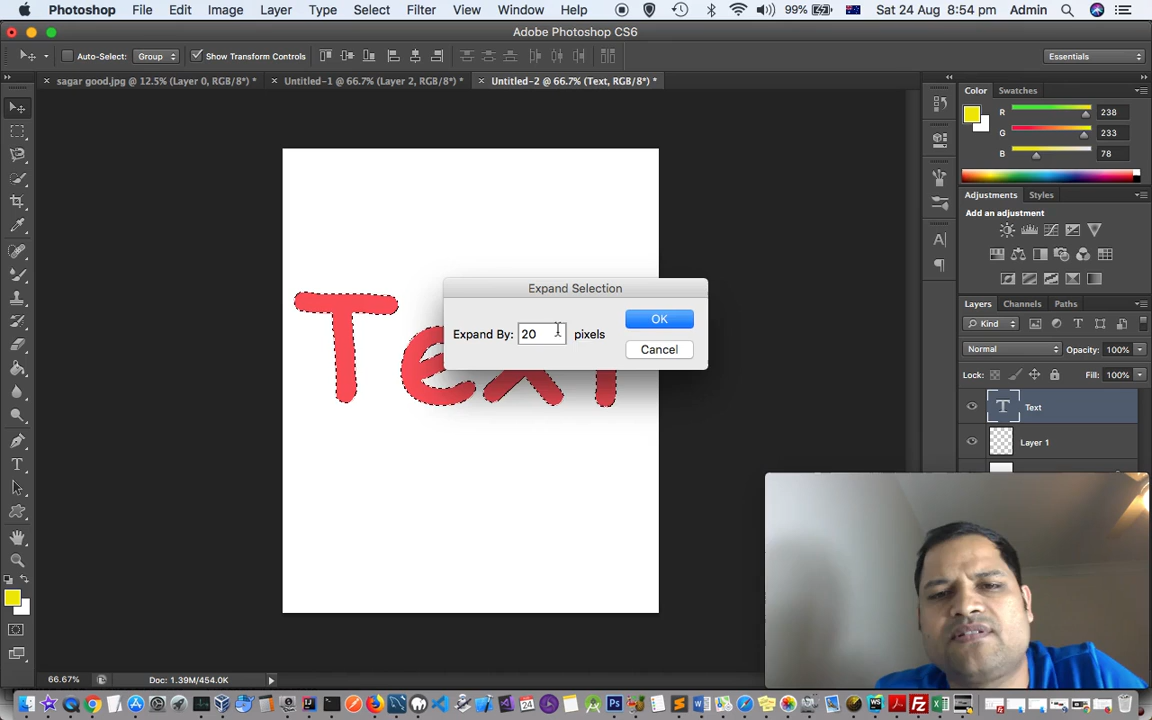 Photoshop File Edit Image Layer Type Select Filter View Window Help 99% Sat 24 Aug 8:54 pm Admin
Adobe Photoshop CS6
Auto-Select: Group Show Transform Controls Essentials
sagar good.jpg @ 12.5% (Layer 0, RGB/8*) * Untitled-1 @ 66.7% (Layer 2, RGB/8*) * Untitled-2 @ 66.7% (Text, RGB/8*) *
Color Swatches
R 238
G 233
B 78
Adjustments Styles
Add an adjustment
Expand Selection
Expand By: 20 pixels
OK
Cancel
Text
Layers Channels Paths
Kind
Normal Opacity: 100%
Lock: Fill: 100%
T Text
Layer 1
66.67% Doc: 1.39M/454.0K